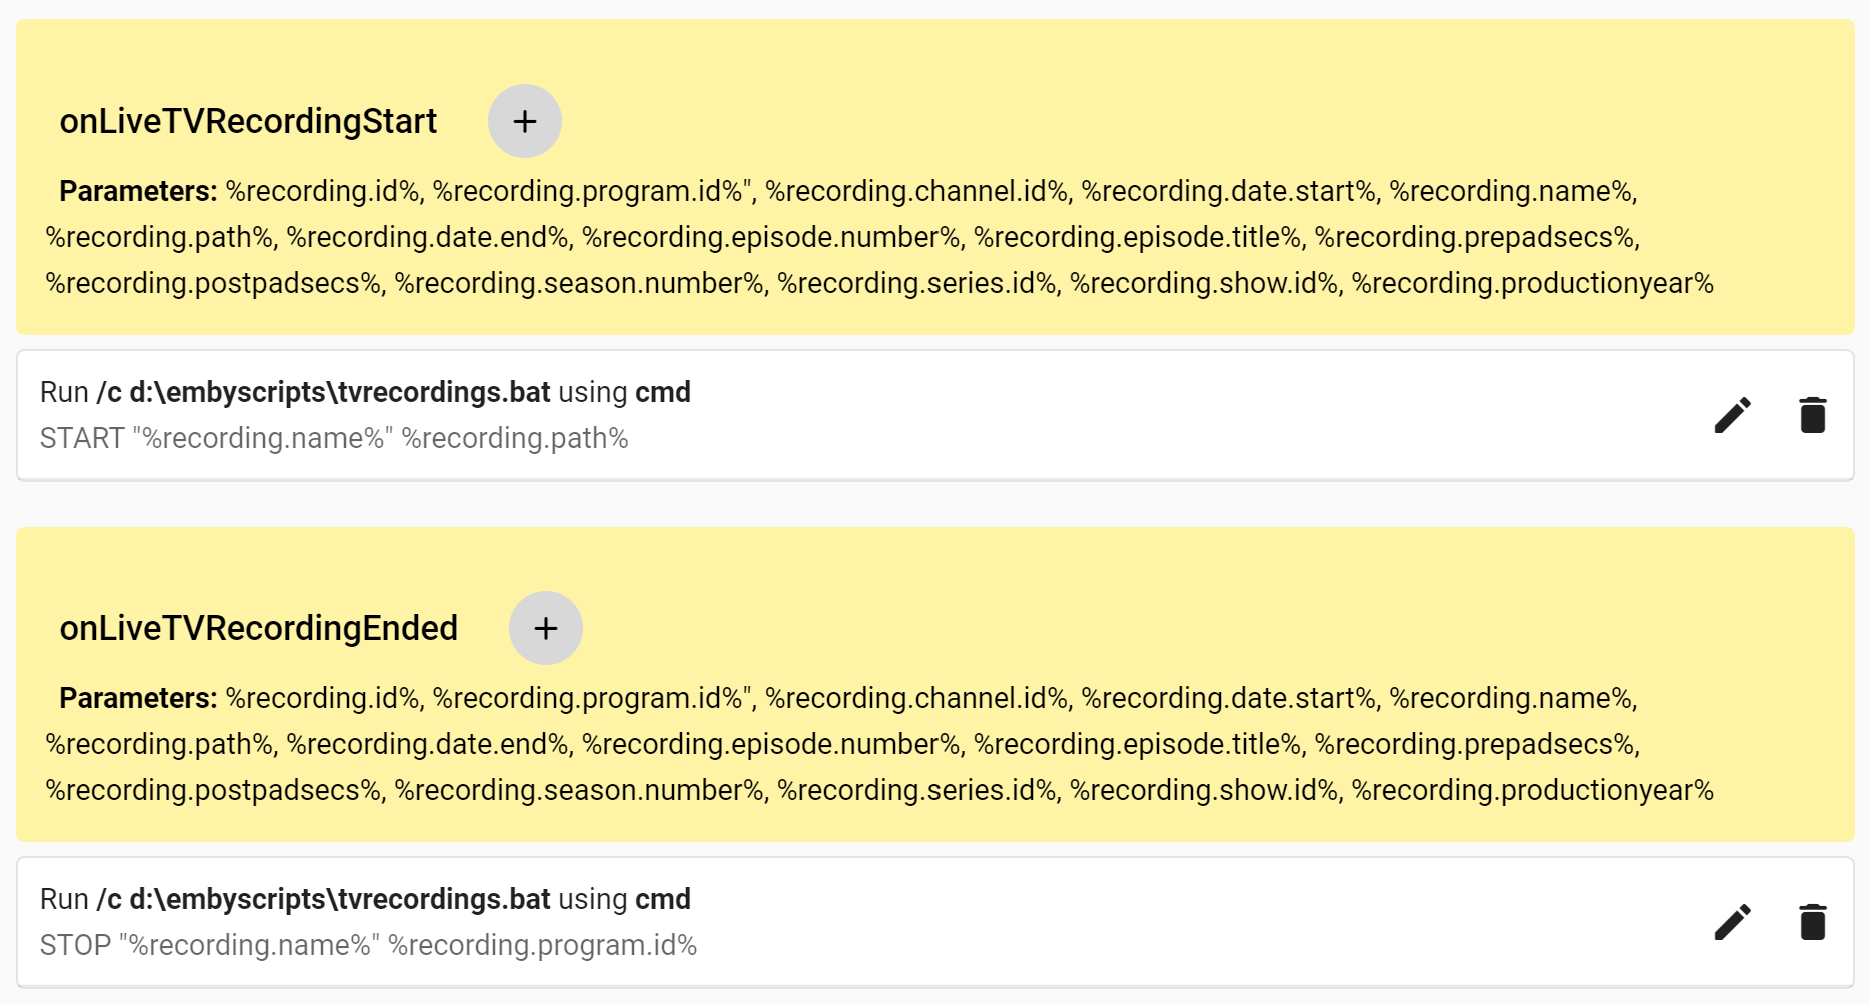 onLiveTVRecordingStart +
Parameters: %recording.id%, %recording.program.id%", %recording.channel.id%, %recording.date.start%, %recording.name%,
%recording.path%, %recording.date.end%, %recording.episode.number%, %recording.episode.title%, %recording.prepadsecs%,
%recording.postpadsecs%, %recording.season.number%, %recording.series.id%, %recording.show.id%, %recording.productionyear%
Run /c d:\embyscripts\tvrecordings.bat using cmd
START "%recording.name%" %recording.path%
onLiveTVRecordingEnded +
Parameters: %recording.id%, %recording.program.id%", %recording.channel.id%, %recording.date.start%, %recording.name%,
%recording.path%, %recording.date.end%, %recording.episode.number%, %recording.episode.title%, %recording.prepadsecs%,
%recording.postpadsecs%, %recording.season.number%, %recording.series.id%, %recording.show.id%, %recording.productionyear%
Run /c d:\embyscripts\tvrecordings.bat using cmd
STOP "%recording.name%" %recording.program.id%